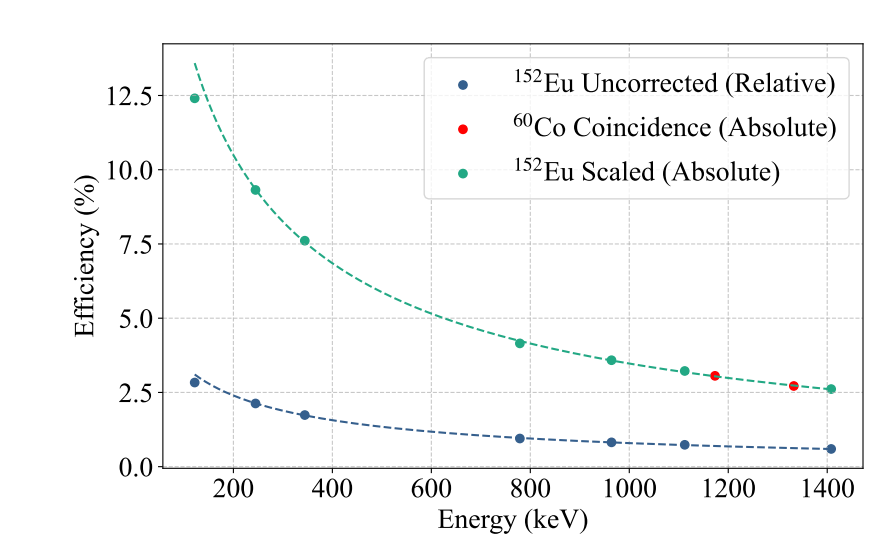 12.5
10.0
7.5
5.0
2.5
0.0
Efficiency (%)
¹⁵²Eu Uncorrected (Relative)
⁶⁰Co Coincidence (Absolute)
¹⁵²Eu Scaled (Absolute)
200 400 600 800 1000 1200 1400
Energy (keV)